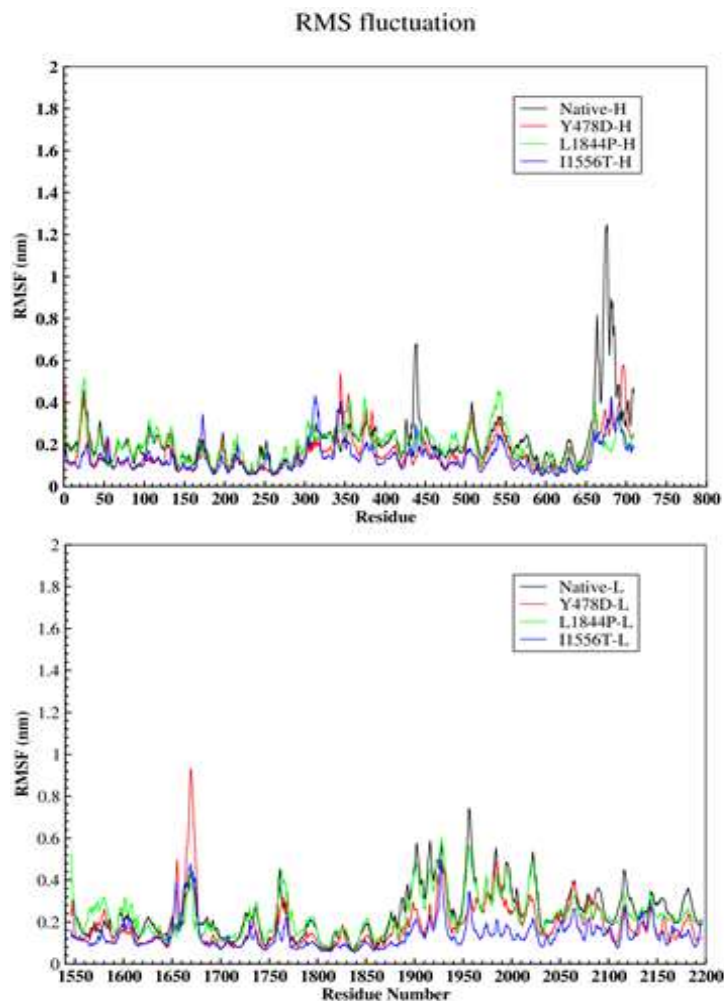 RMS fluctuation
2
1.8
1.6
1.4
1.2
1
0.8
0.6
0.4
0.2
0
RMSF (nm)
Native-H
Y478D-H
L1844P-H
I1556T-H
0 50 100 150 200 250 300 350 400 450 500 550 600 650 700 750 800
Residue
2
1.8
1.6
1.4
1.2
1
0.8
0.6
0.4
0.2
0
RMSF (nm)
Native-L
Y478D-L
L1844P-L
I1556T-L
1550 1600 1650 1700 1750 1800 1850 1900 1950 2000 2050 2100 2150 2200
Residue Number